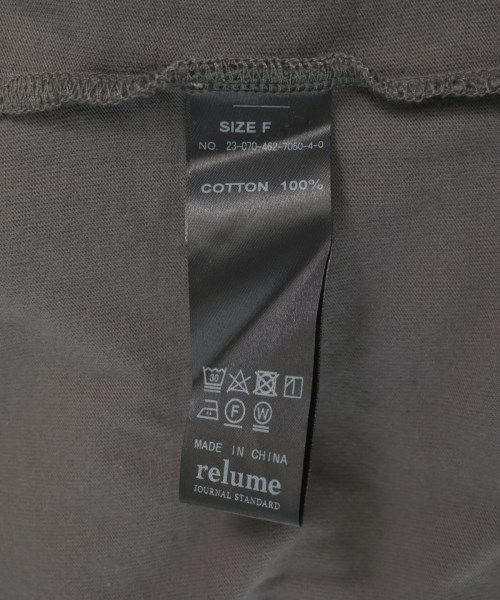 SIZE F
NO. 23-070-462-7050-4-0
COTTON 100%
30
F W
MADE IN CHINA
relume
JOURNAL STANDARD